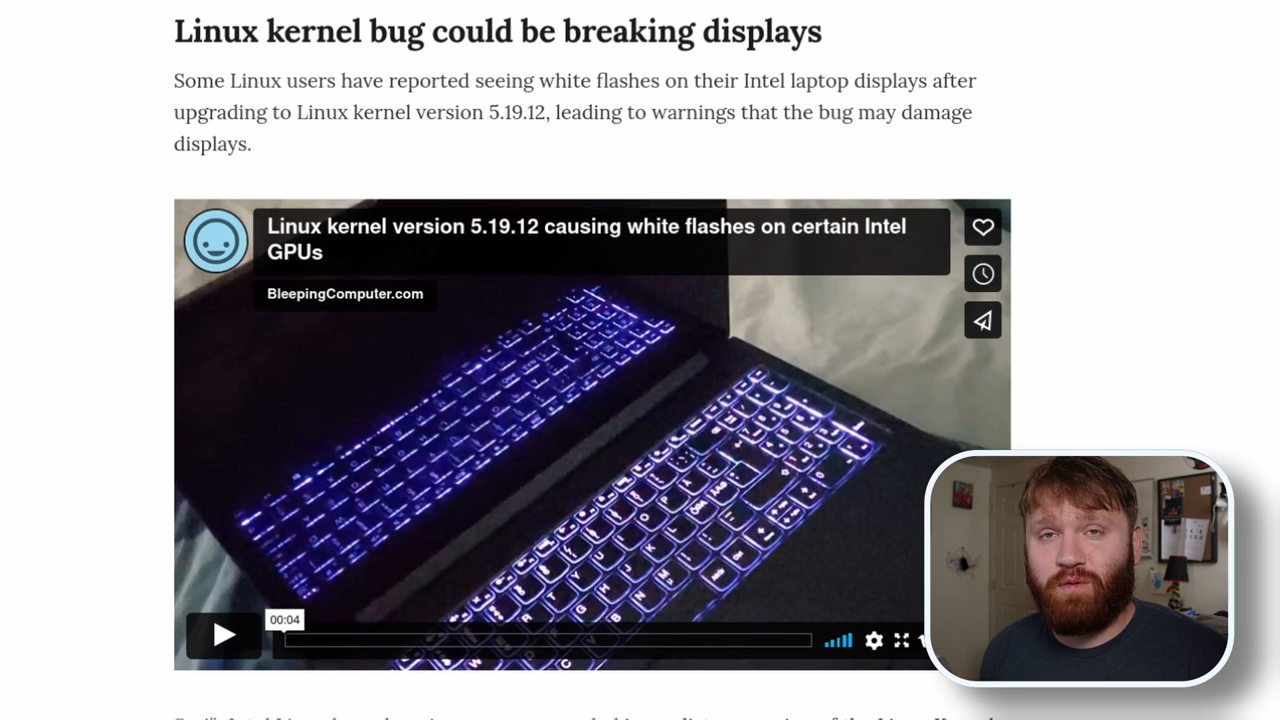 Linux kernel bug could be breaking displays
Some Linux users have reported seeing white flashes on their Intel laptop displays after
upgrading to Linux kernel version 5.19.12, leading to warnings that the bug may damage
displays.
Linux kernel version 5.19.12 causing white flashes on certain Intel
GPUs
BleepingComputer.com
00:04